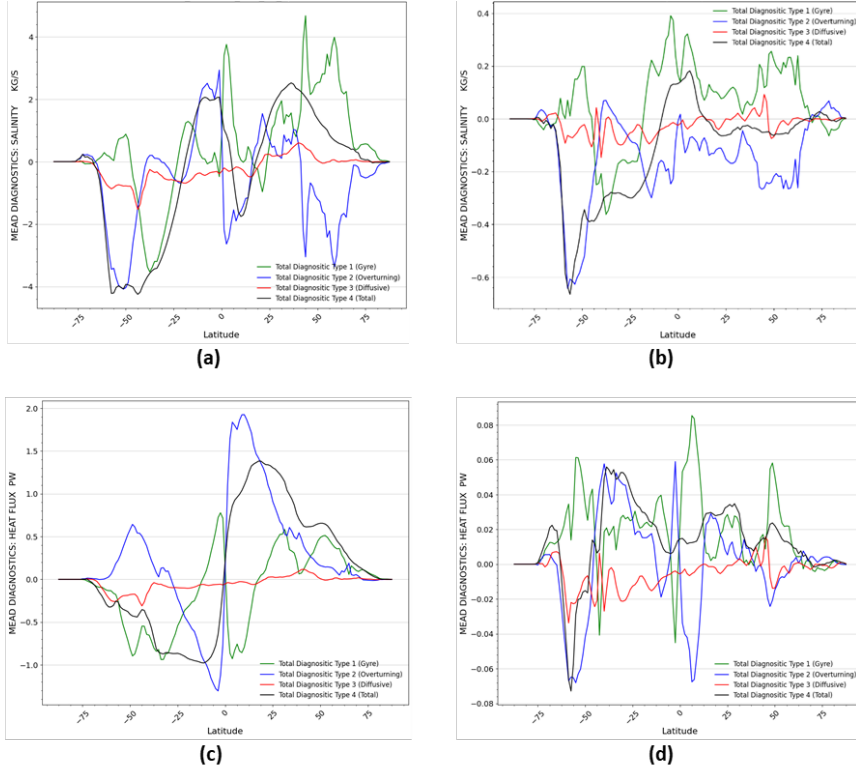 MEAD DIAGNOSTICS: SALINITY KG/S
4
2
0
−2
−4
Total Diagnositic Type 1 (Gyre)
Total Diagnositic Type 2 (Overturning)
Total Diagnositic Type 3 (Diffusive)
Total Diagnositic Type 4 (Total)
−75 −50 −25 0 25 50 75
Latitude
(a)
MEAD DIAGNOSTICS: SALINITY KG/S
0.4
0.2
0.0
−0.2
−0.4
−0.6
Total Diagnositic Type 1 (Gyre)
Total Diagnositic Type 2 (Overturning)
Total Diagnositic Type 3 (Diffusive)
Total Diagnositic Type 4 (Total)
−75 −50 −25 0 25 50 75
Latitude
(b)
MEAD DIAGNOSTICS: HEAT FLUX PW
2.0
1.5
1.0
0.5
0.0
−0.5
−1.0
Total Diagnositic Type 1 (Gyre)
Total Diagnositic Type 2 (Overturning)
Total Diagnositic Type 3 (Diffusive)
Total Diagnositic Type 4 (Total)
−75 −50 −25 0 25 50 75
Latitude
(c)
MEAD DIAGNOSTICS: HEAT FLUX PW
0.08
0.06
0.04
0.02
0.00
−0.02
−0.04
−0.06
−0.08
Total Diagnositic Type 1 (Gyre)
Total Diagnositic Type 2 (Overturning)
Total Diagnositic Type 3 (Diffusive)
Total Diagnositic Type 4 (Total)
−75 −50 −25 0 25 50 75
Latitude
(d)